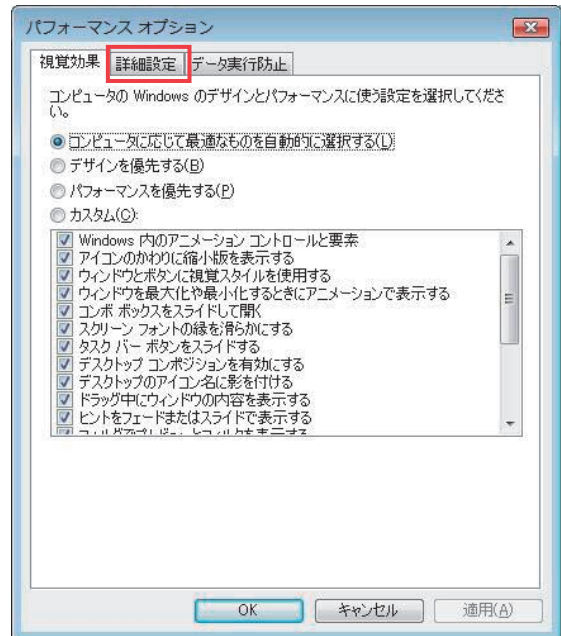 パフォーマンス オプション
視覚効果 詳細設定 データ実行防止
コンピュータの Windows のデザインとパフォーマンスに使う設定を選択してくださ
い。
コンピュータに応じて最適なものを自動的に選択する(L)
デザインを優先する(B)
パフォーマンスを優先する(P)
カスタム(C):
Windows 内のアニメーション コントロールと要素
アイコンのかわりに縮小版を表示する
ウィンドウとボタンに視覚スタイルを使用する
ウィンドウを最大化や最小化するときにアニメーションで表示する
コンボ ボックスをスライドして開く
スクリーン フォントの縁を滑らかにする
タスク バー ボタンをスライドする
デスクトップ コンポジションを有効にする
デスクトップのアイコン名に影を付ける
ドラッグ中にウィンドウの内容を表示する
ヒントをフェードまたはスライドで表示する
OK キャンセル 適用(A)